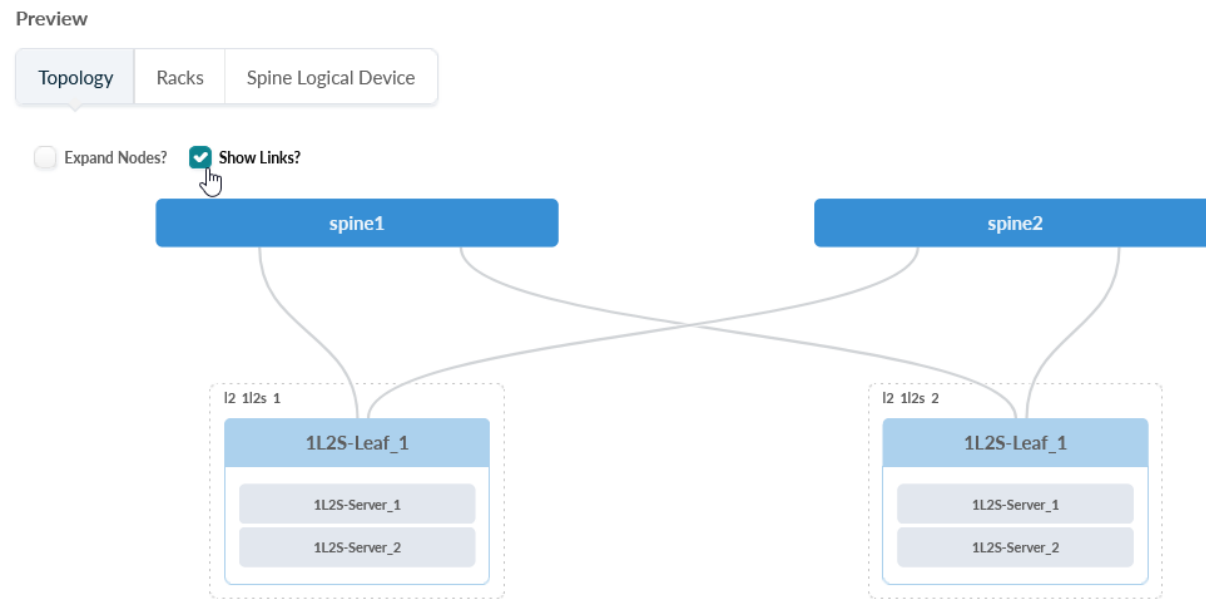 Preview
Topology Racks Spine Logical Device
Expand Nodes? Show Links?
spine1 spine2
l2 1l2s 1 l2 1l2s 2
1L2S-Leaf_1 1L2S-Leaf_1
1L2S-Server_1 1L2S-Server_1
1L2S-Server_2 1L2S-Server_2